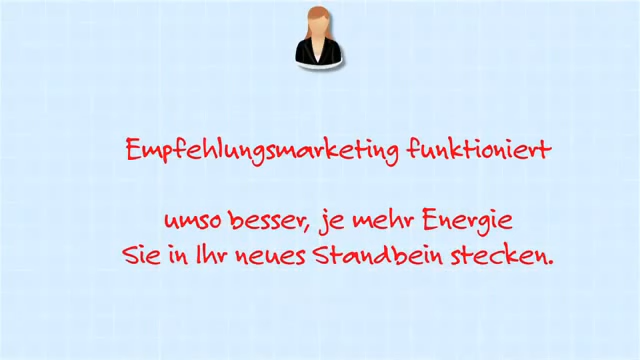 Empfehlungsmarketing funktioniert
umso besser, je mehr Energie
Sie in Ihr neues Standbein stecken.